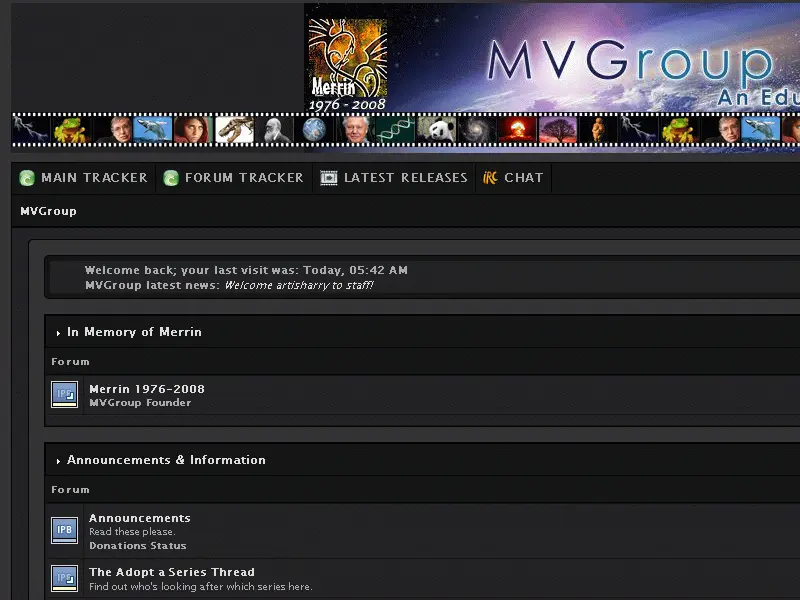 Merrin
1976 - 2008
MVGroup
An Edu
MAIN TRACKER
FORUM TRACKER
LATEST RELEASES
iRC CHAT
MVGroup
Welcome back; your last visit was: Today, 05:42 AM
MVGroup latest news: Welcome artisharry to staff!
In Memory of Merrin
Forum
IPB
Merrin 1976-2008
MVGroup Founder
Announcements & Information
Forum
IPB
Announcements
Read these please.
Donations Status
IPB
The Adopt a Series Thread
Find out who's looking after which series here.